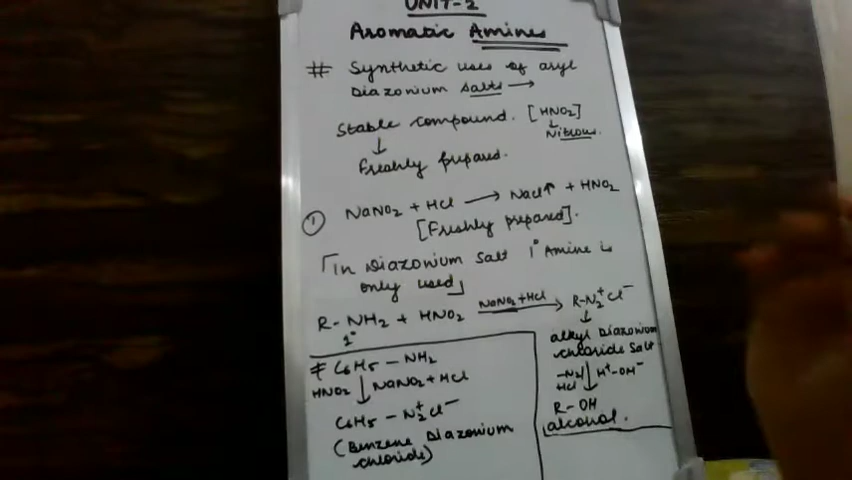 UNIT-2
Aromatic Amines
# Synthetic uses of aryl
Diazonium Salts →
Stable compound. [HNO2]
↓ ↓ Nitrous.
Freshly prepared.
① NaNO2 + HCl → NaCl↑ + HNO2
[Freshly prepared].
「In Diazonium Salt 1° Amine is
only used」
R-NH2 + HNO2 NaNO2+HCl → R-N2+Cl−
1° ↓
alkyl Diazonium
chloride Salt
-N2/HCl ↓ H+-OH−
R-OH
alcohol.
# C6H5-NH2
HNO2 ↓ NaNO2+HCl
C6H5-N2+Cl−
(Benzene Diazonium
chloride)